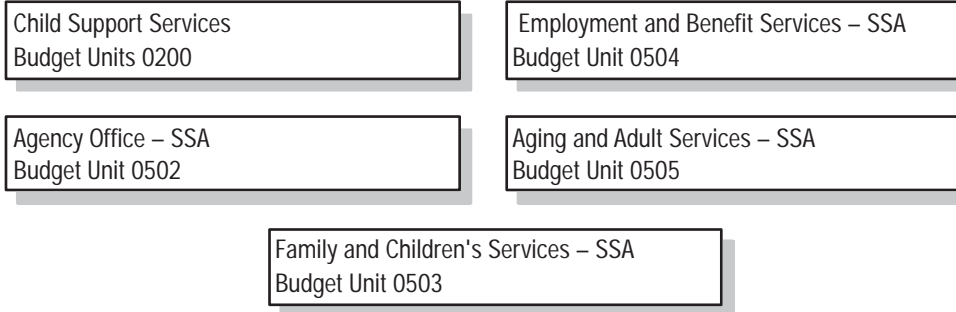 Child Support Services
Budget Units 0200
Employment and Benefit Services – SSA
Budget Unit 0504
Agency Office – SSA
Budget Unit 0502
Aging and Adult Services – SSA
Budget Unit 0505
Family and Children's Services – SSA
Budget Unit 0503